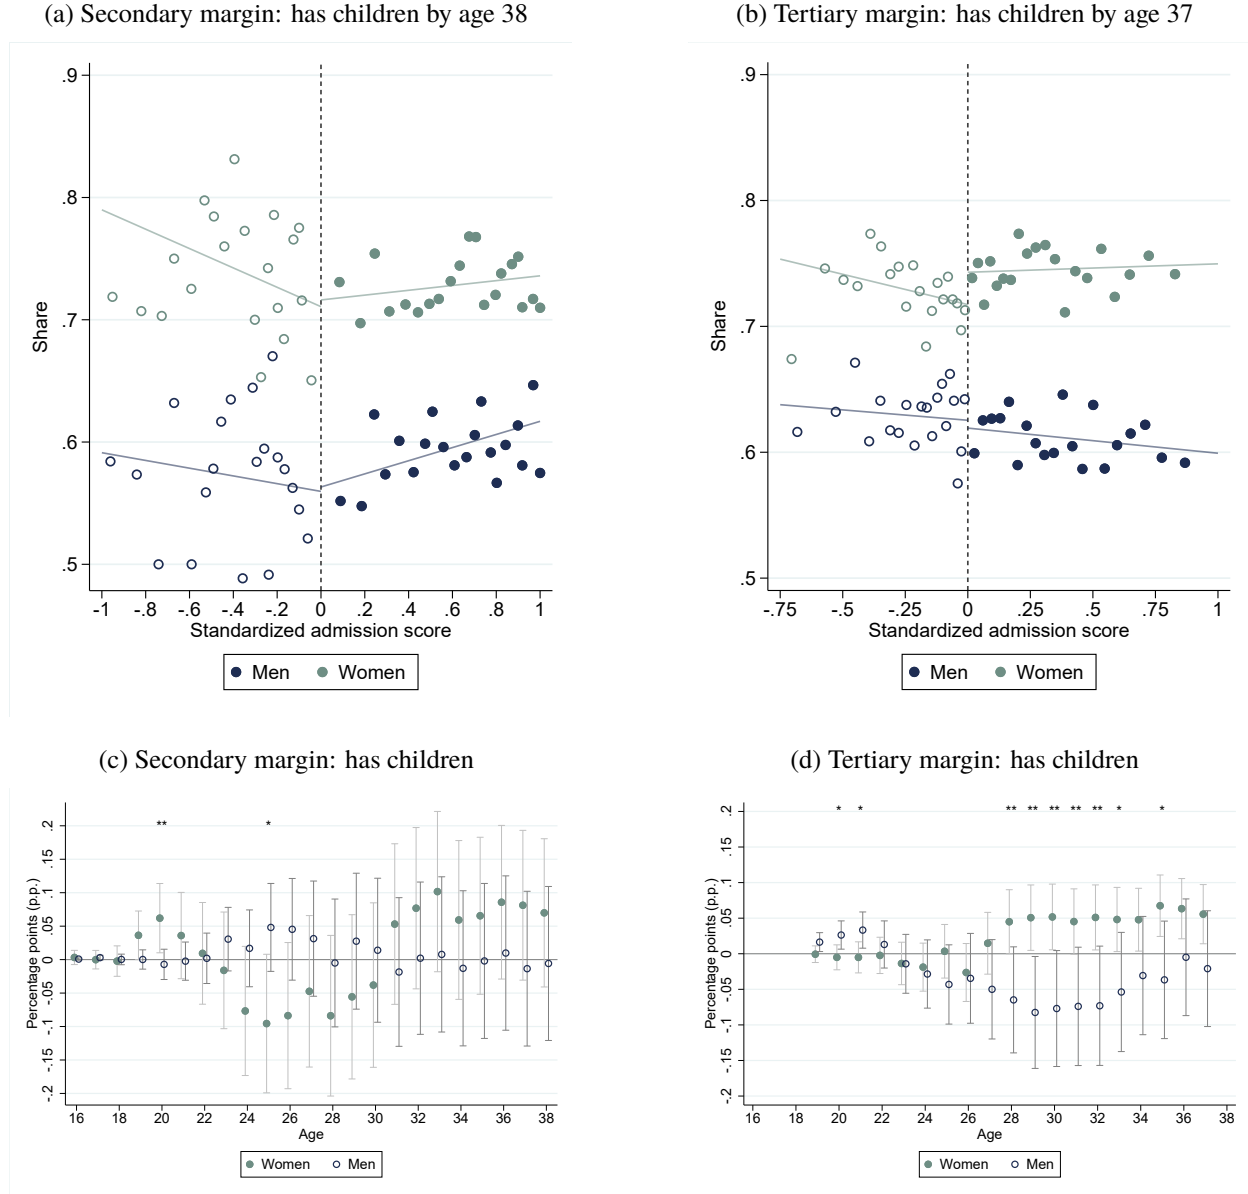 (a) Secondary margin: has children by age 38
.9
.8
.7
.6
.5
Share
-1 -.8 -.6 -.4 -.2 0 .2 .4 .6 .8 1
Standardized admission score
Men Women
(b) Tertiary margin: has children by age 37
.9
.8
.7
.6
.5
Share
-.75 -.5 -.25 0 .25 .5 .75 1
Standardized admission score
Men Women
(c) Secondary margin: has children
** *
.2
.15
.1
.05
0
-.05
-.1
-.15
-.2
Percentage points (p.p.)
16 18 20 22 24 26 28 30 32 34 36 38
Age
Women Men
(d) Tertiary margin: has children
* * ** ** ** ** ** * *
.2
.15
.1
.05
0
-.05
-.1
-.15
-.2
Percentage points (p.p.)
16 18 20 22 24 26 28 30 32 34 36 38
Age
Women Men